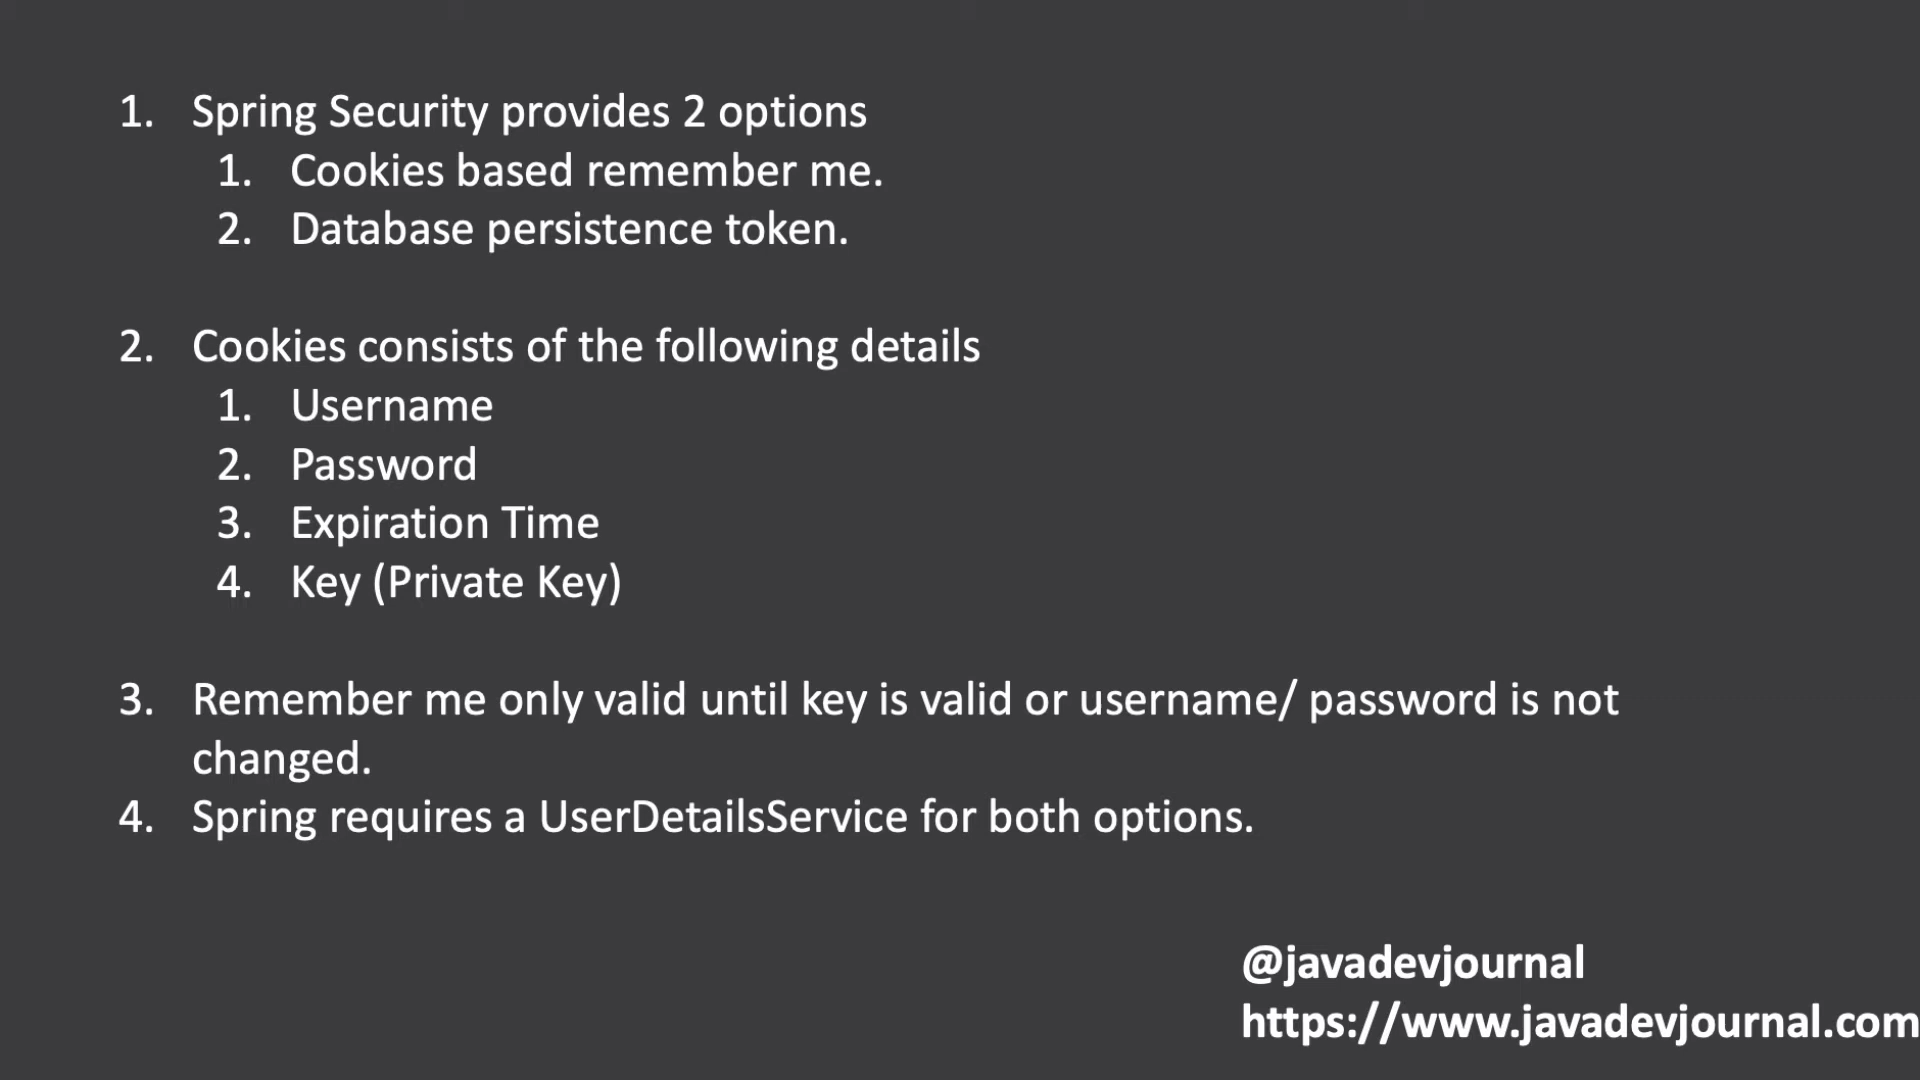 1. Spring Security provides 2 options
1. Cookies based remember me.
2. Database persistence token.
2. Cookies consists of the following details
1. Username
2. Password
3. Expiration Time
4. Key (Private Key)
3. Remember me only valid until key is valid or username/ password is not
changed.
4. Spring requires a UserDetailsService for both options.
@javadevjournal
https://www.javadevjournal.com